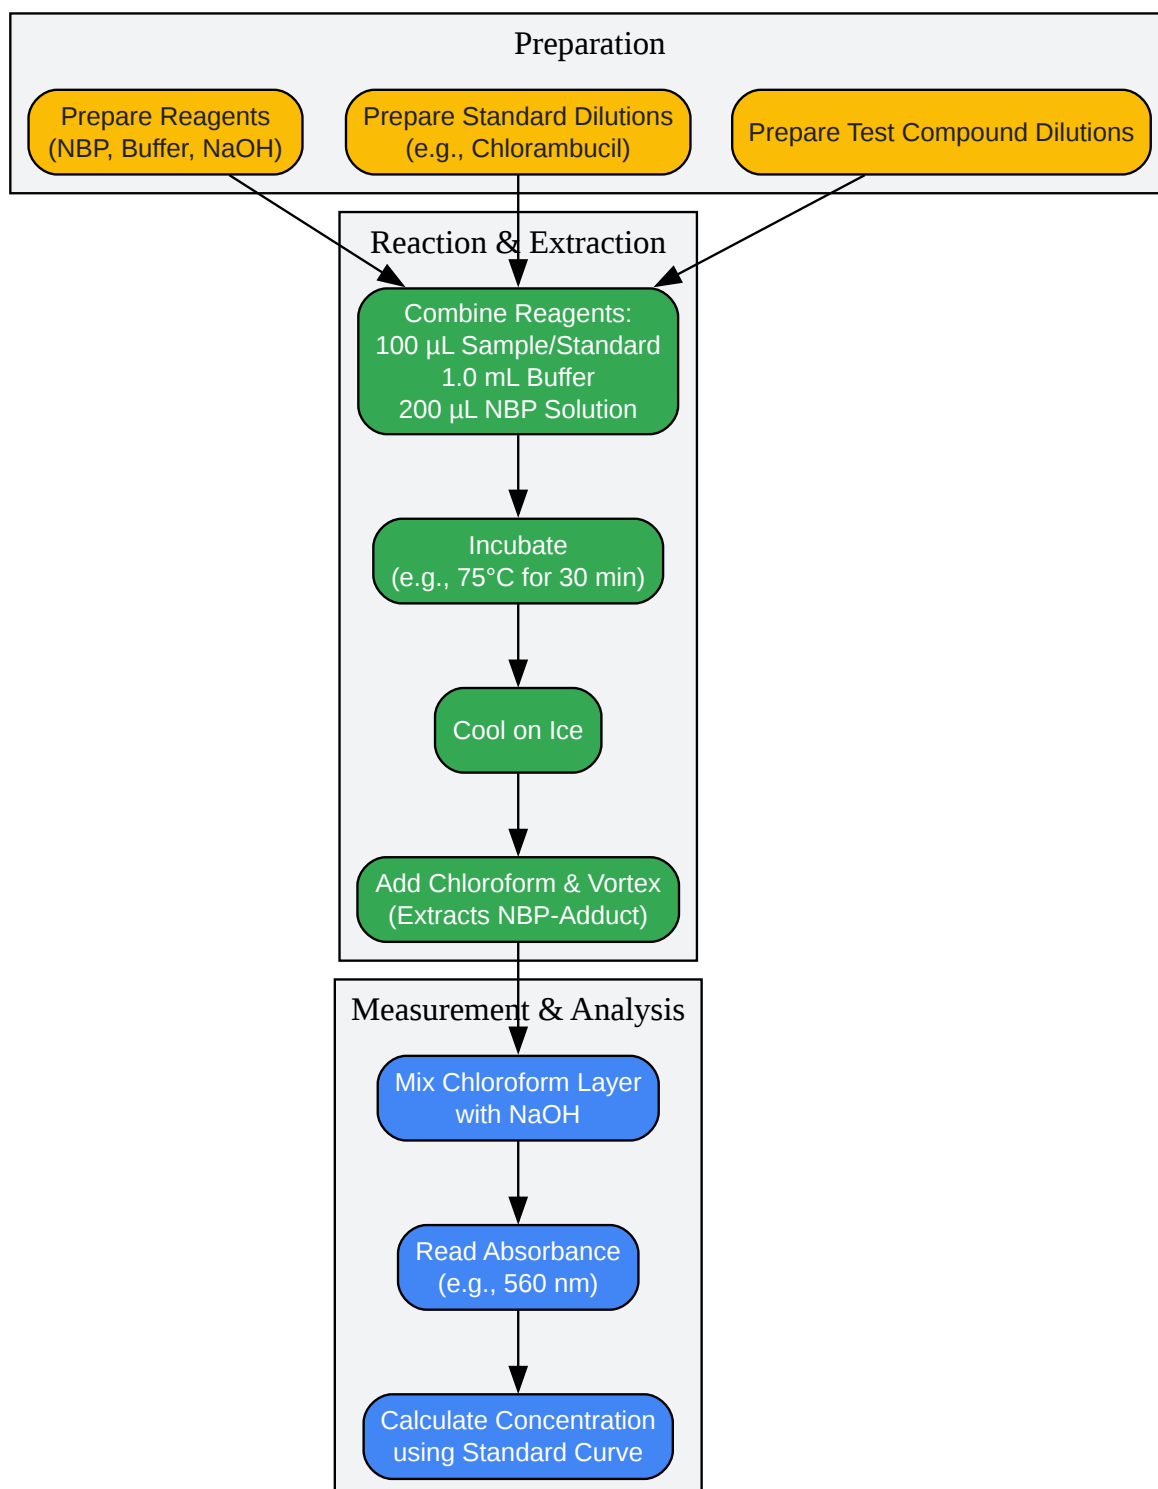 Preparation
Prepare Reagents
(NBP, Buffer, NaOH)
Prepare Standard Dilutions
(e.g., Chlorambucil)
Prepare Test Compound Dilutions
Reaction & Extraction
Combine Reagents:
100 µL Sample/Standard
1.0 mL Buffer
200 µL NBP Solution
Incubate
(e.g., 75°C for 30 min)
Cool on Ice
Add Chloroform & Vortex
(Extracts NBP-Adduct)
Measurement & Analysis
Mix Chloroform Layer
with NaOH
Read Absorbance
(e.g., 560 nm)
Calculate Concentration
using Standard Curve